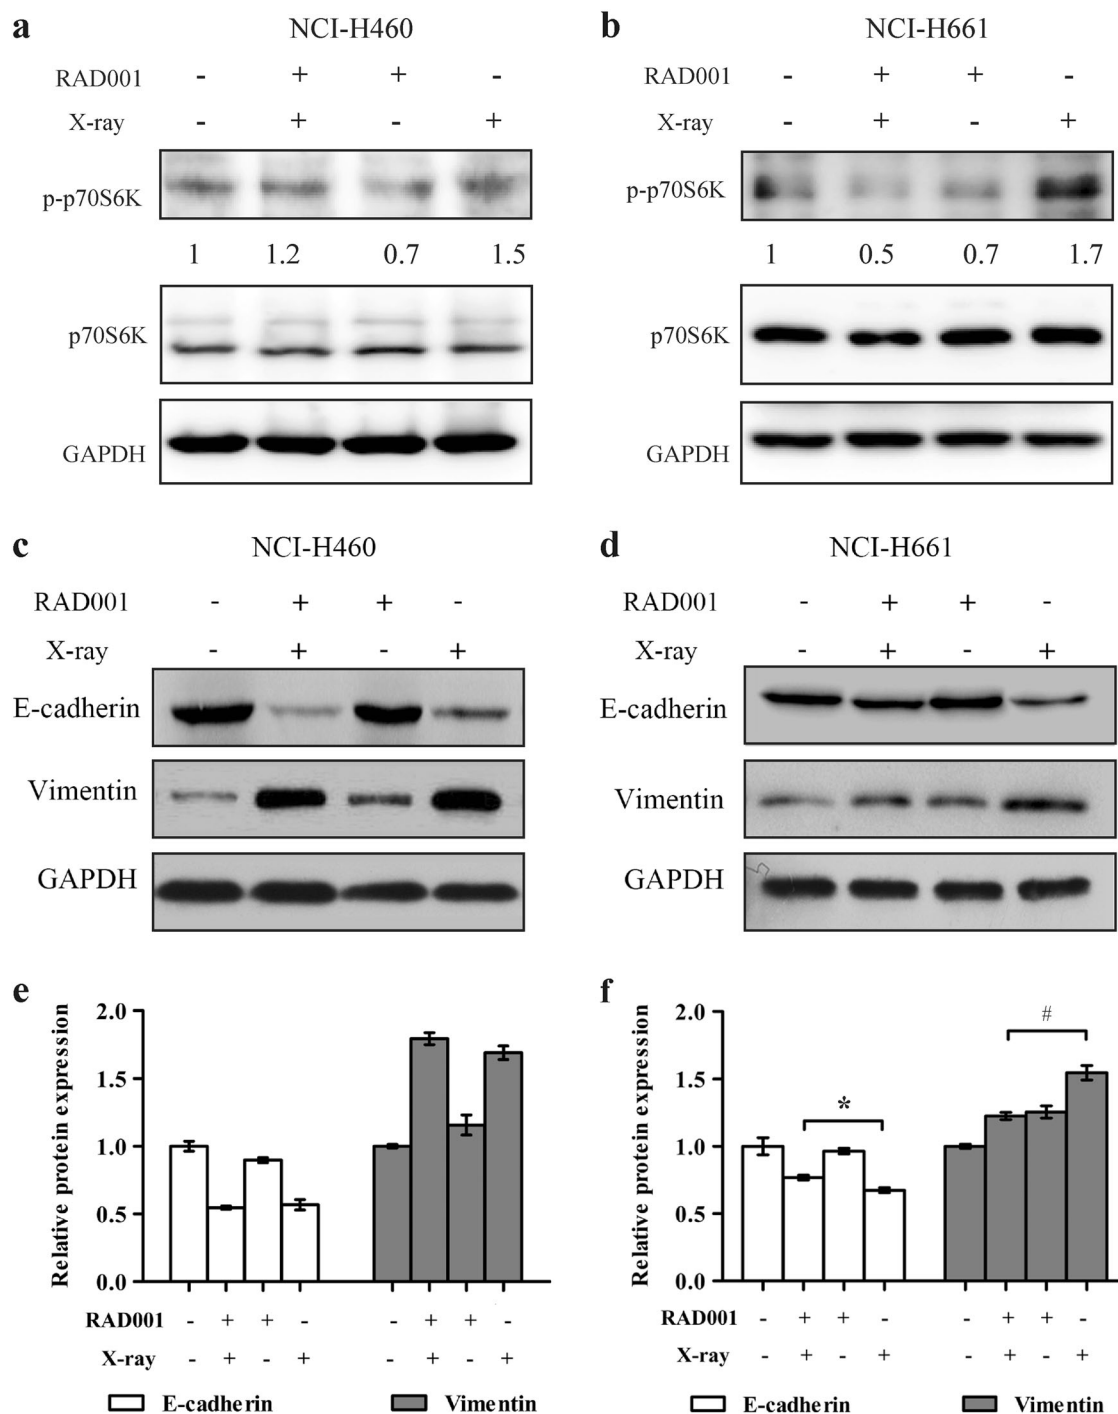 a
NCI-H460
RAD001 - + + -
X-ray - + - +
p-p70S6K
1 1.2 0.7 1.5
p70S6K
GAPDH
b
NCI-H661
RAD001 - + + -
X-ray - + - +
p-p70S6K
1 0.5 0.7 1.7
p70S6K
GAPDH
c
NCI-H460
RAD001 - + + -
X-ray - + - +
E-cadherin
Vimentin
GAPDH
d
NCI-H661
RAD001 - + + -
X-ray - + - +
E-cadherin
Vimentin
GAPDH
e
Relative protein expression
2.0
1.5
1.0
0.5
0.0
RAD001 - + + - - + + -
X-ray - + - + - + - +
E-cadherin Vimentin
f
Relative protein expression
2.0
1.5
1.0
0.5
0.0
*
#
RAD001 - + + - - + + -
X-ray - + - + - + - +
E-cadherin Vimentin